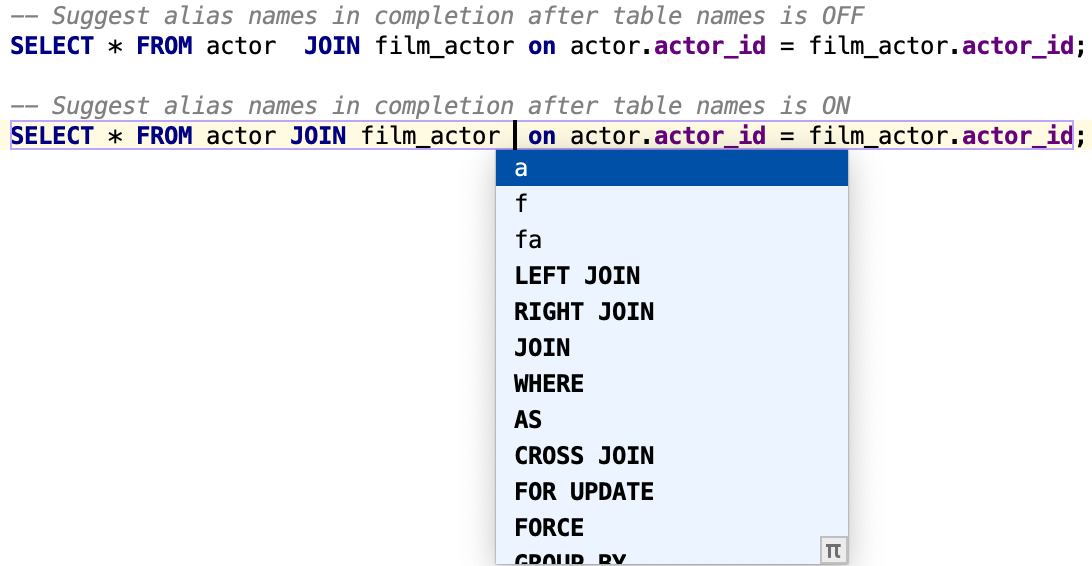 -- Suggest alias names in completion after table names is OFF
SELECT * FROM actor  JOIN film_actor on actor.actor_id = film_actor.actor_id;
-- Suggest alias names in completion after table names is ON
SELECT * FROM actor JOIN film_actor  on actor.actor_id = film_actor.actor_id;
a
f
fa
LEFT JOIN
RIGHT JOIN
JOIN
WHERE
AS
CROSS JOIN
FOR UPDATE
FORCE
GROUP BY
π